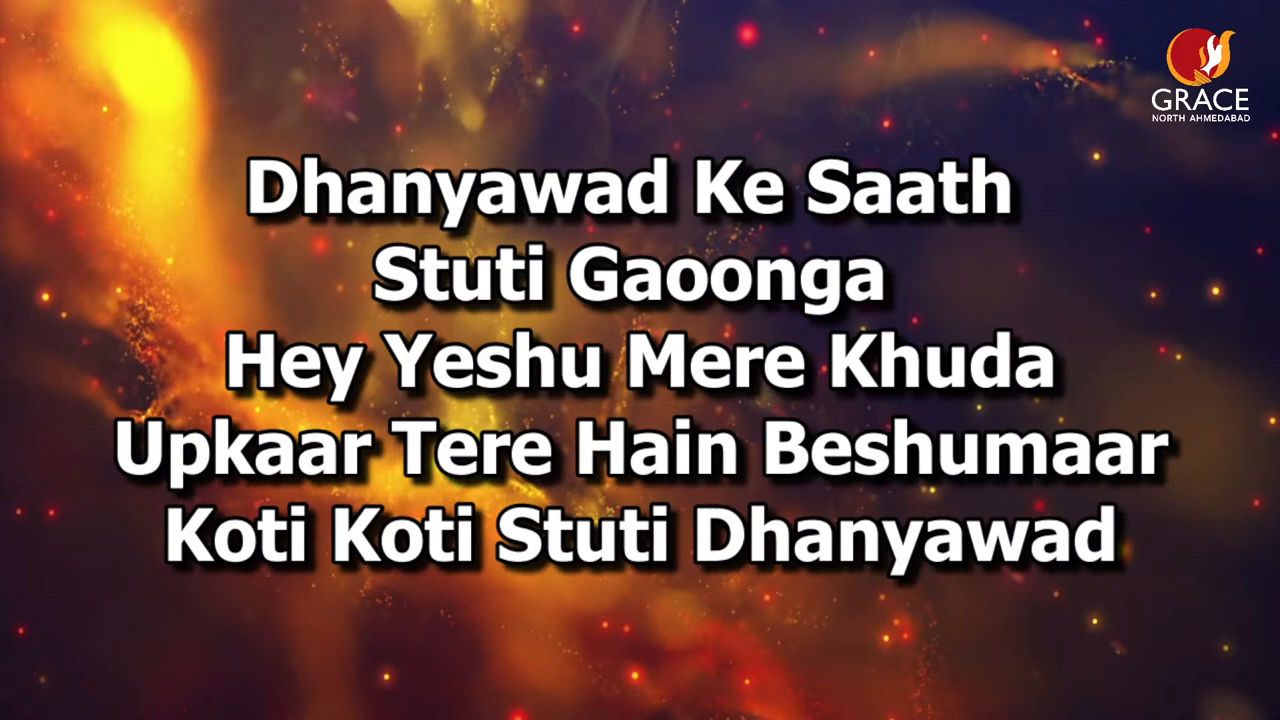 GRACE
NORTH AHMEDABAD
Dhanyawad Ke Saath
Stuti Gaoonga
Hey Yeshu Mere Khuda
Upkaar Tere Hain Beshumaar
Koti Koti Stuti Dhanyawad